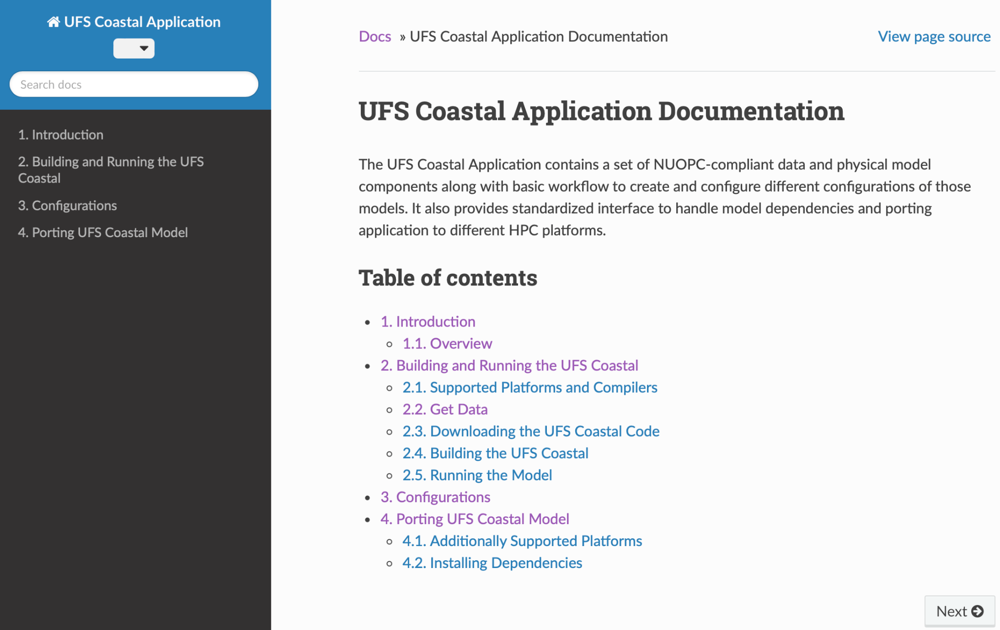 UFS Coastal Application
Search docs
1. Introduction
2. Building and Running the UFS
Coastal
3. Configurations
4. Porting UFS Coastal Model
Docs » UFS Coastal Application Documentation
View page source
UFS Coastal Application Documentation
The UFS Coastal Application contains a set of NUOPC-compliant data and physical model
components along with basic workflow to create and configure different configurations of those
models. It also provides standardized interface to handle model dependencies and porting
application to different HPC platforms.
Table of contents
• 1. Introduction
◦ 1.1. Overview
• 2. Building and Running the UFS Coastal
◦ 2.1. Supported Platforms and Compilers
◦ 2.2. Get Data
◦ 2.3. Downloading the UFS Coastal Code
◦ 2.4. Building the UFS Coastal
◦ 2.5. Running the Model
• 3. Configurations
• 4. Porting UFS Coastal Model
◦ 4.1. Additionally Supported Platforms
◦ 4.2. Installing Dependencies
Next